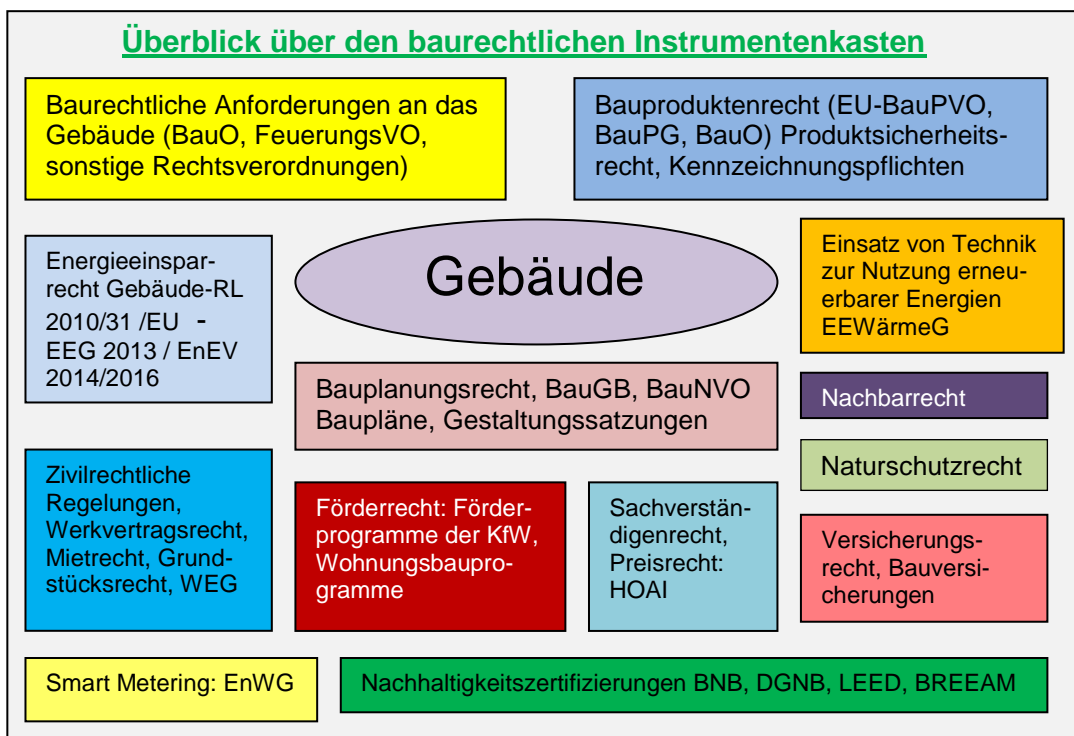 Überblick über den baurechtlichen Instrumentenkasten
Baurechtliche Anforderungen an das
Gebäude (BauO, FeuerungsVO,
sonstige Rechtsverordnungen)
Bauproduktenrecht (EU-BauPVO,
BauPG, BauO) Produktsicherheits-
recht, Kennzeichnungspflichten
Energieeinspar-
recht Gebäude-RL
2010/31 /EU -
EEG 2013 / EnEV
2014/2016
Gebäude
Einsatz von Technik
zur Nutzung erneu-
erbarer Energien
EEWärmeG
Bauplanungsrecht, BauGB, BauNVO
Baupläne, Gestaltungssatzungen
Nachbarrecht
Naturschutzrecht
Zivilrechtliche
Regelungen,
Werkvertragsrecht,
Mietrecht, Grund-
stücksrecht, WEG
Förderrecht: Förder-
programme der KfW,
Wohnungsbaupro-
gramme
Sachverstän-
digenrecht,
Preisrecht:
HOAI
Versicherungs-
recht, Bauversi-
cherungen
Smart Metering: EnWG
Nachhaltigkeitszertifizierungen BNB, DGNB, LEED, BREEAM